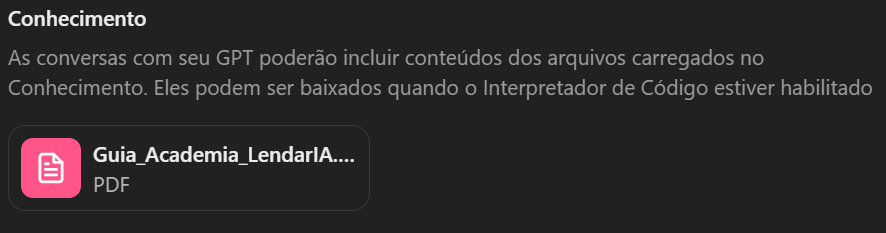 Conhecimento
As conversas com seu GPT poderão incluir conteúdos dos arquivos carregados no
Conhecimento. Eles podem ser baixados quando o Interpretador de Código estiver habilitado
Guia_Academia_LendarIA....
PDF